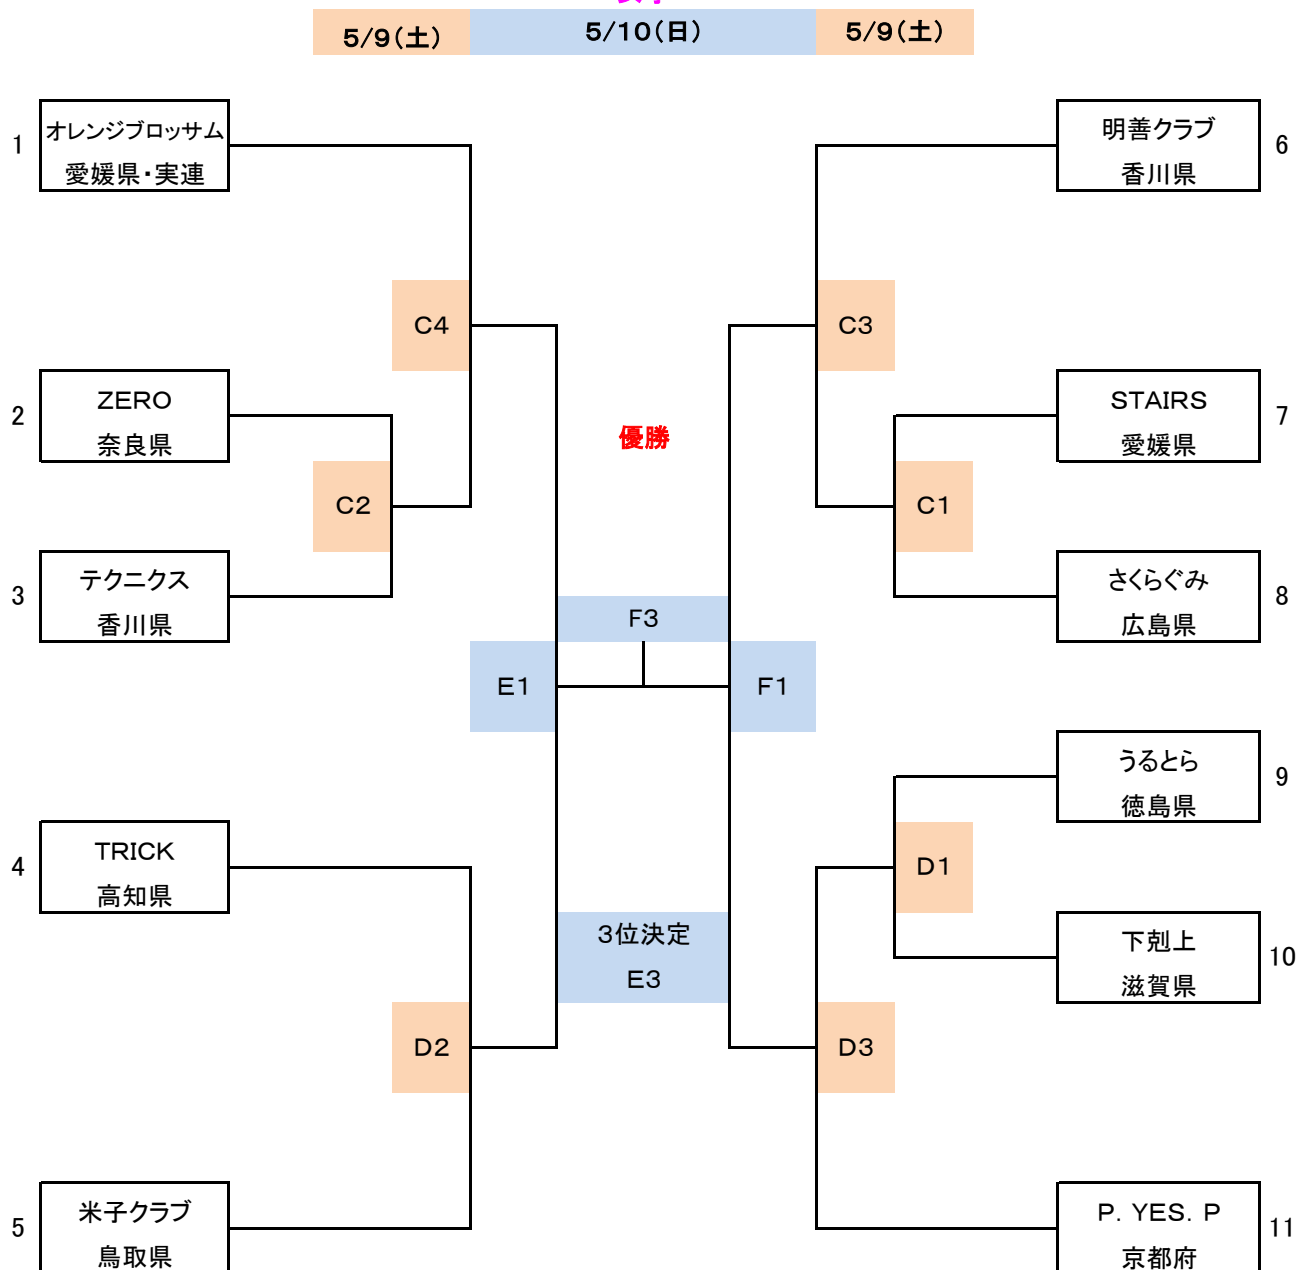 5/9(土)
5/10(日)
5/9(土)
1
オレンジブロッサム
愛媛県・実連
6
明善クラブ
香川県
C4
C3
2
ZERO
奈良県
優勝
7
STAIRS
愛媛県
C2
C1
3
テクニクス
香川県
8
さくらぐみ
広島県
F3
E1
F1
9
うるとら
徳島県
4
TRICK
高知県
D1
3位決定
E3
10
下剋上
滋賀県
D2
D3
5
米子クラブ
鳥取県
11
P. YES. P
京都府